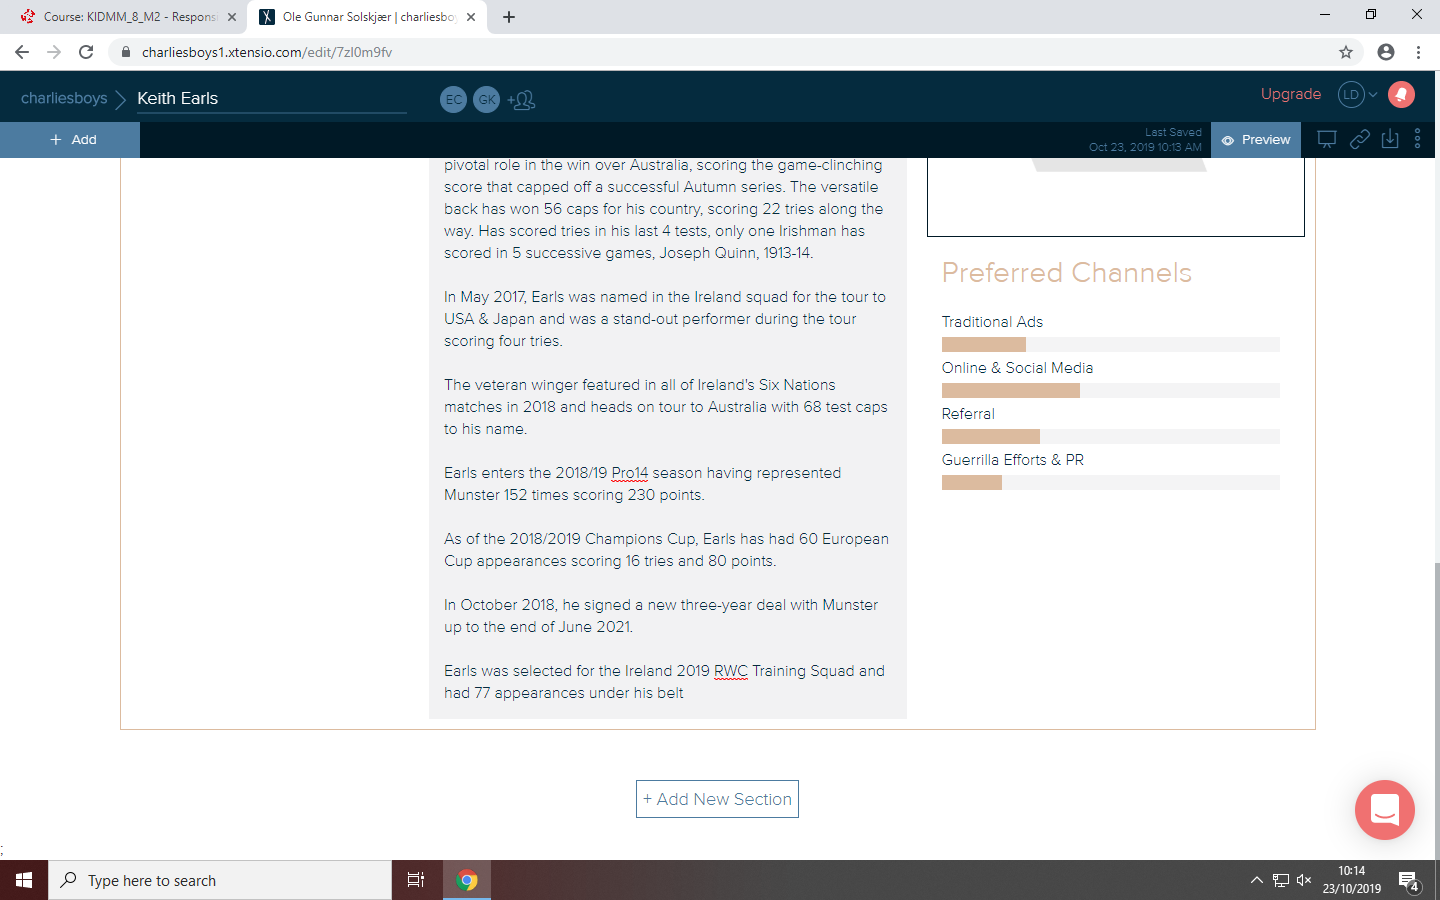 Course: KIDMM_8_M2 - Respons
Ole Gunnar Solskjær | charliesbo
charliesboys1.xtensio.com/edit/7zl0m9fv
charliesboys
Keith Earls
EC
GK
Upgrade
LD
+ Add
Last Saved
Oct 23, 2019 10:13 AM
Preview
pivotal role in the win over Australia, scoring the game-clinching
score that capped off a successful Autumn series. The versatile
back has won 56 caps for his country, scoring 22 tries along the
way. Has scored tries in his last 4 tests, only one Irishman has
scored in 5 successive games, Joseph Quinn, 1913-14.
In May 2017, Earls was named in the Ireland squad for the tour to
USA & Japan and was a stand-out performer during the tour
scoring four tries.
The veteran winger featured in all of Ireland's Six Nations
matches in 2018 and heads on tour to Australia with 68 test caps
to his name.
Earls enters the 2018/19 Pro14 season having represented
Munster 152 times scoring 230 points.
As of the 2018/2019 Champions Cup, Earls has had 60 European
Cup appearances scoring 16 tries and 80 points.
In October 2018, he signed a new three-year deal with Munster
up to the end of June 2021.
Earls was selected for the Ireland 2019 RWC Training Squad and
had 77 appearances under his belt
Preferred Channels
Traditional Ads
Online & Social Media
Referral
Guerrilla Efforts & PR
+ Add New Section
;
Type here to search
10:14
23/10/2019
4